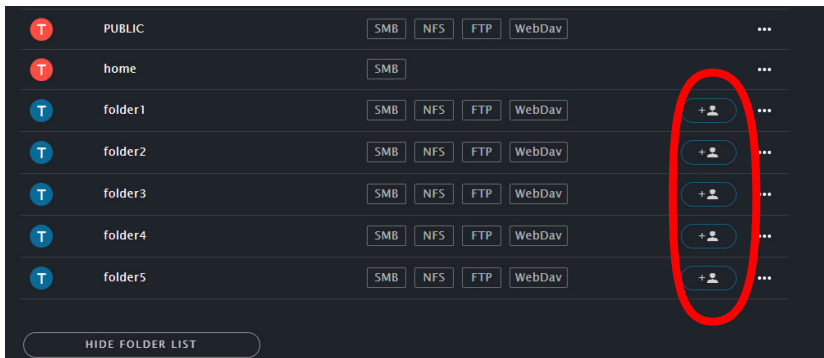 T PUBLIC SMB NFS FTP WebDav ...
T home SMB ...
T folder1 SMB NFS FTP WebDav + ...
T folder2 SMB NFS FTP WebDav + ...
T folder3 SMB NFS FTP WebDav + ...
T folder4 SMB NFS FTP WebDav + ...
T folder5 SMB NFS FTP WebDav + ...
HIDE FOLDER LIST